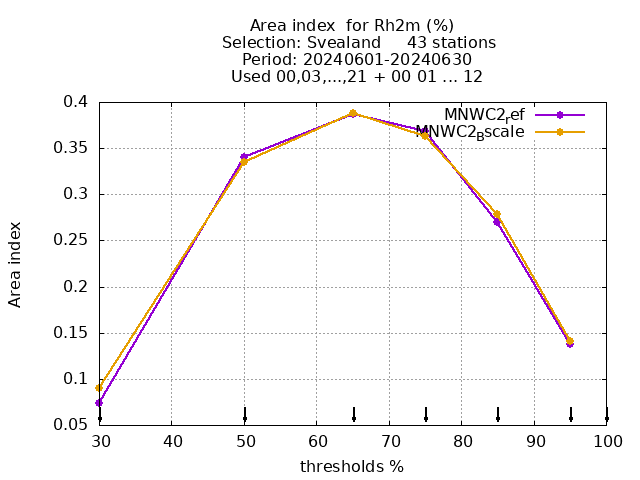 Area index  for Rh2m (%)
Selection: Svealand     43 stations
Period: 20240601-20240630
Used 00,03,...,21 + 00 01 ... 12
MNWC2ref
MNWC2Bscale
0.4
0.35
0.3
0.25
0.2
0.15
0.1
0.05
Area index
30 40 50 60 70 80 90 100
thresholds %